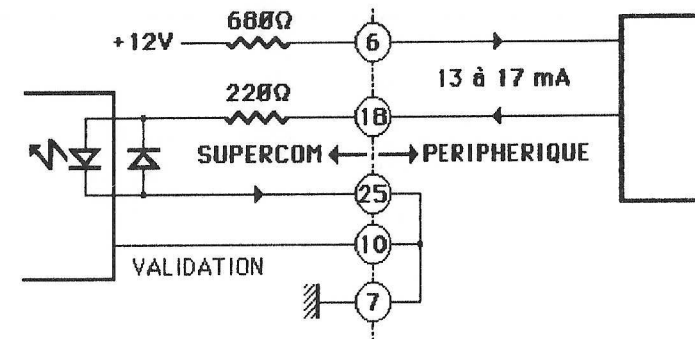 680Ω
+12V
6
13 à 17 mA
220Ω
18
SUPERCOM
PERIPHERIQUE
25
10
VALIDATION
7